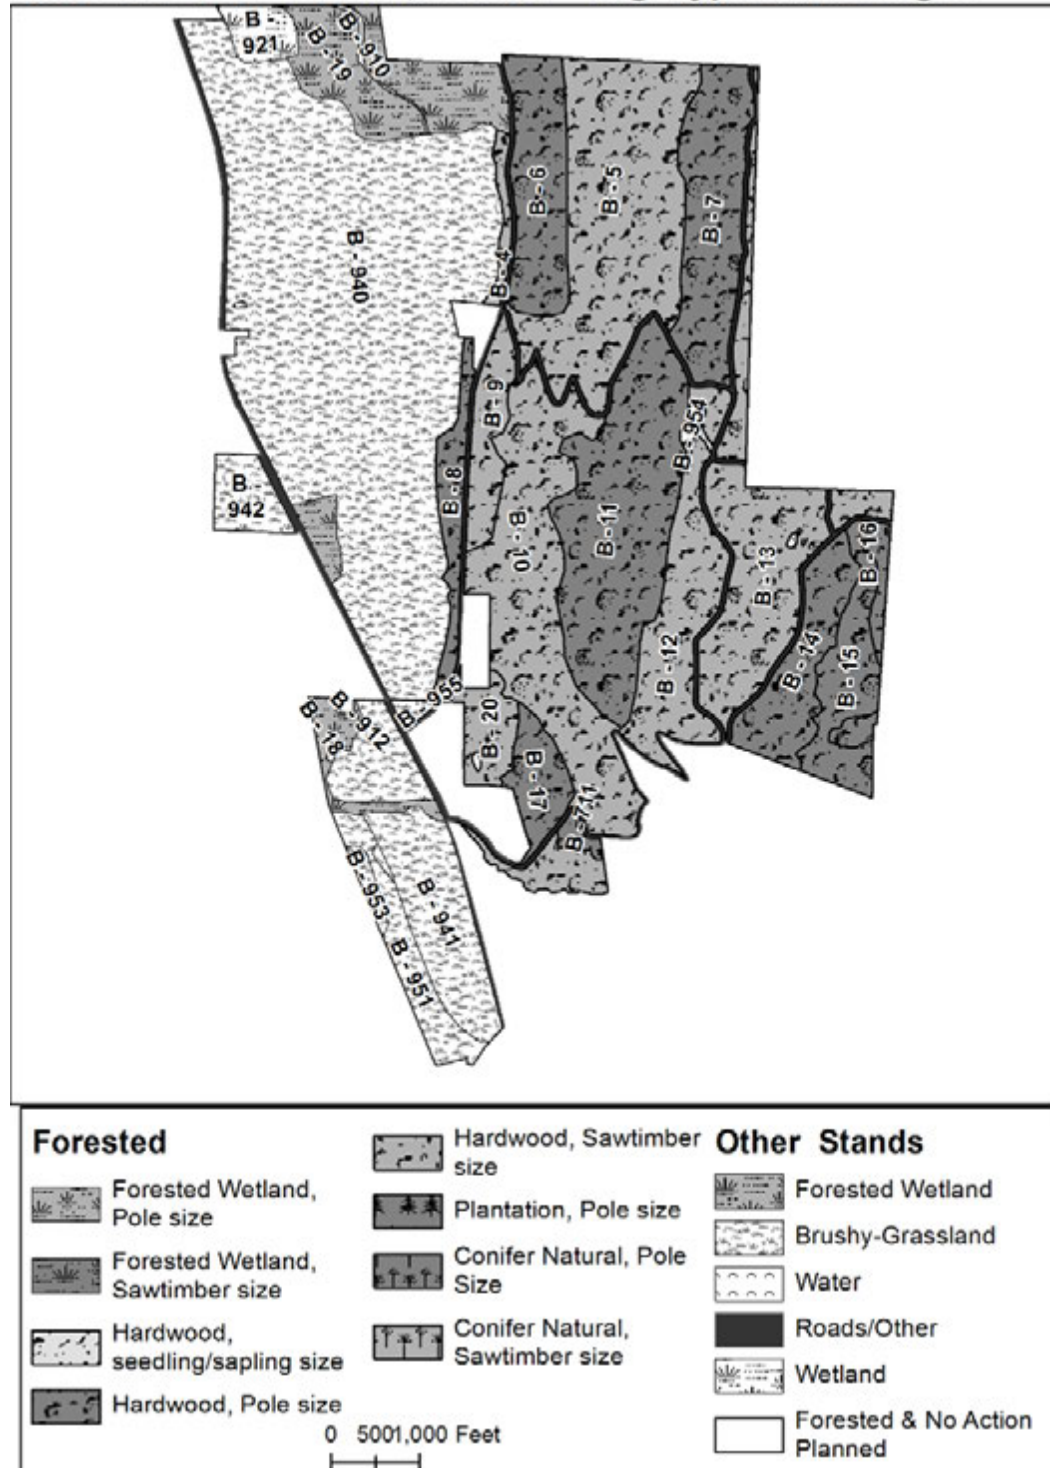 B -
921
B - 19
B - 910
B - 6
B - 5
B - 7
B - 940
B - 4
B - 9
B - 954
B - 8
B -
942
B - 10
B - 11
B - 13
B - 16
B - 12
B - 14
B - 15
B - 955
B - 912
B - 18
B - 20
B - 17
B - 711
B - 953
B - 941
B - 951
Forested
Forested Wetland,
Pole size
Forested Wetland,
Sawtimber size
Hardwood,
seedling/sapling size
Hardwood, Pole size
Hardwood, Sawtimber
size
Plantation, Pole size
Conifer Natural, Pole
Size
Conifer Natural,
Sawtimber size
0 5001,000 Feet
Other Stands
Forested Wetland
Brushy-Grassland
Water
Roads/Other
Wetland
Forested & No Action
Planned